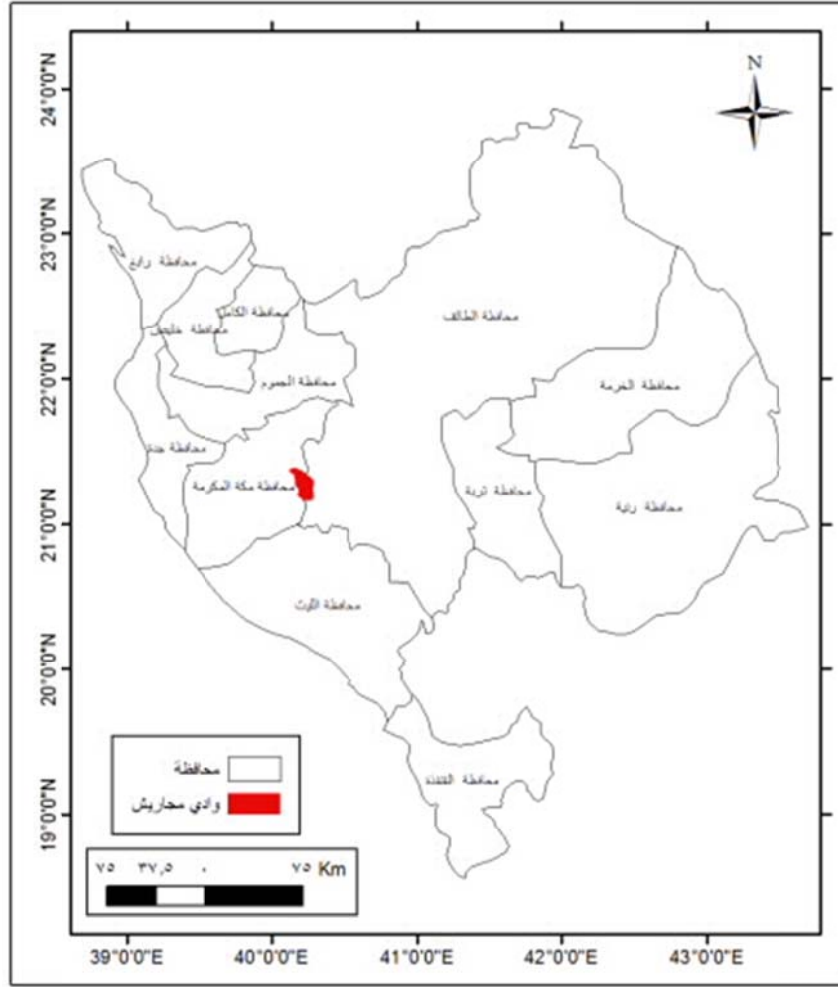 N
24°0'0"N
23°0'0"N
22°0'0"N
21°0'0"N
20°0'0"N
19°0'0"N
محافظة رابغ
محافظة الكامل
محافظة خليص
محافظة الطائف
محافظة الجموم
محافظة الخرمة
محافظة جدة
محافظة مكة المكرمة
محافظة تربة
محافظة رنية
محافظة الليث
محافظة القنفذة
محافظة
وادي مجاريش
٧٥ ٣٧,٥ ٠ ٧٥ Km
39°0'0"E 40°0'0"E 41°0'0"E 42°0'0"E 43°0'0"E